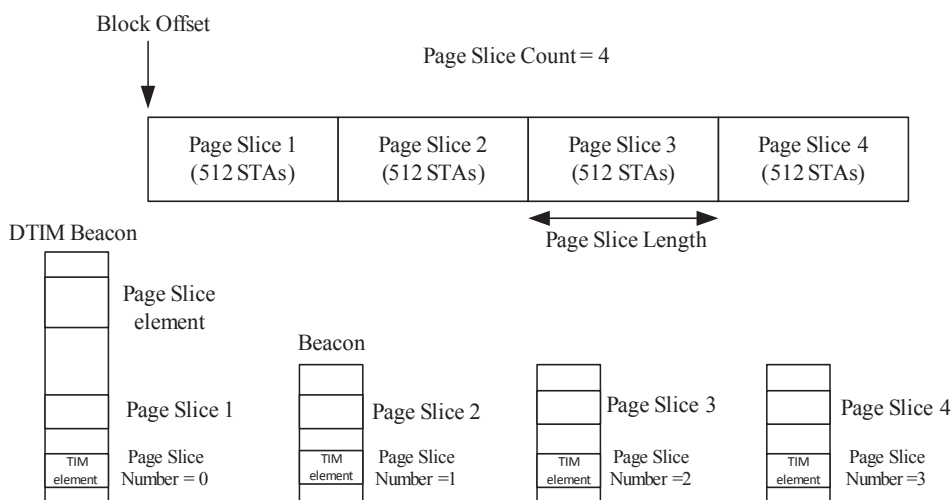 Block Offset
Page Slice Count = 4
Page Slice 1
(512 STAs)
Page Slice 2
(512 STAs)
Page Slice 3
(512 STAs)
Page Slice 4
(512 STAs)
Page Slice Length
DTIM Beacon
Page Slice
element
Page Slice 1
TIM
element
Page Slice
Number = 0
Beacon
Page Slice 2
TIM
element
Page Slice
Number =1
Page Slice 3
TIM
element
Page Slice
Number =2
Page Slice 4
TIM
element
Page Slice
Number =3